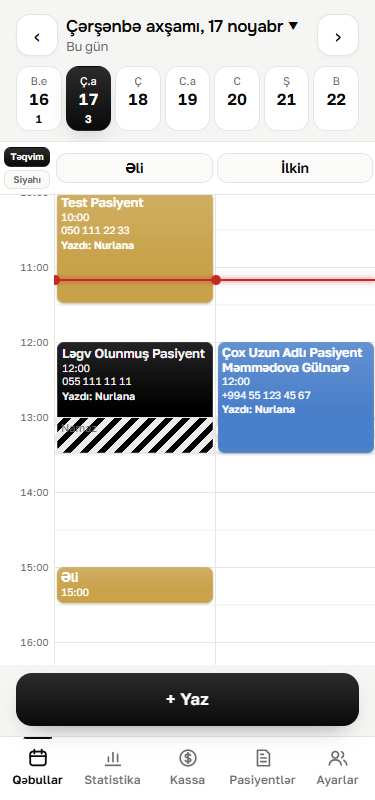 Çərşənbə axşamı, 17 noyabr ▼
Bu gün
B.e
16
1
Ç.a
17
3
Ç
18
C.a
19
C
20
Ş
21
B
22
Təqvim
Siyahı
Əli
İlkin
Test Pasiyent
10:00
050 111 22 33
Yazdı: Nurlana
11:00
12:00
Ləğv Olunmuş Pasiyent
12:00
055 111 11 11
Yazdı: Nurlana
Çox Uzun Adlı Pasiyent
Məmmədova Gülnarə
12:00
+994 55 123 45 67
Yazdı: Nurlana
13:00
14:00
15:00
Əli
15:00
16:00
+ Yaz
Qəbullar
Statistika
Kassa
Pasiyentlər
Ayarlar